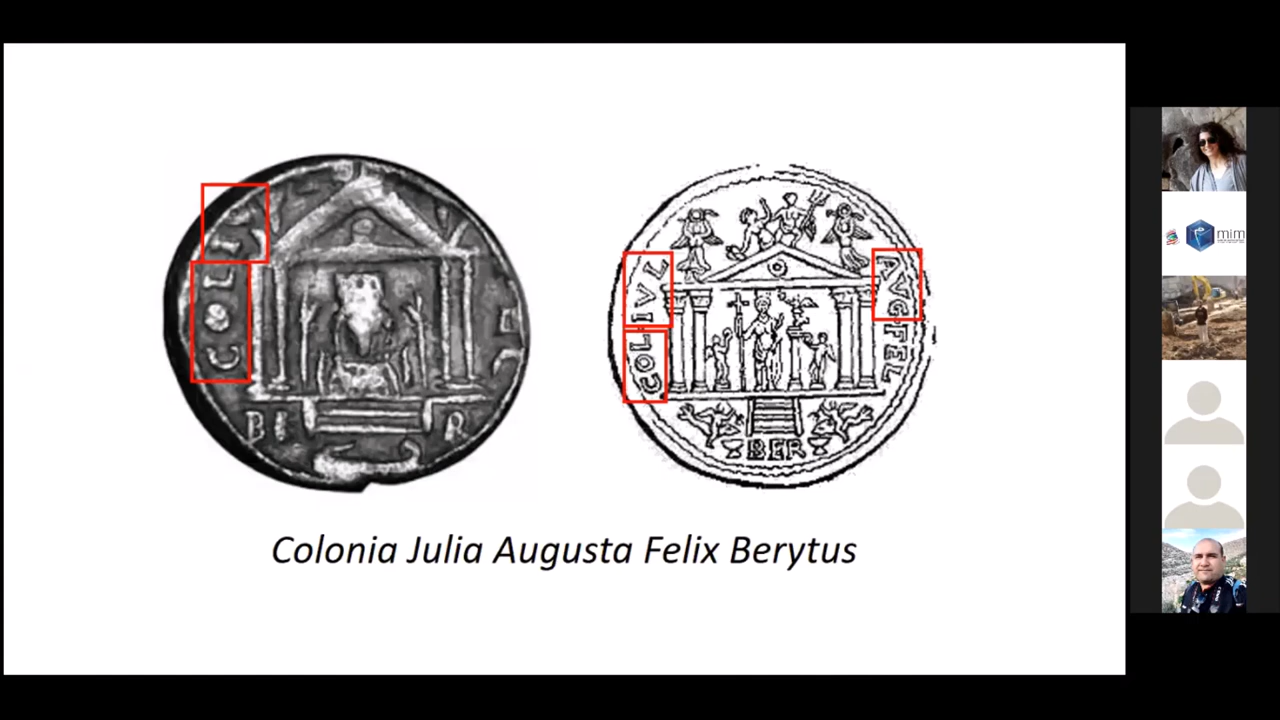 COL
BE R
COL IVL
AVG FEL
BER
mim
Colonia Julia Augusta Felix Berytus